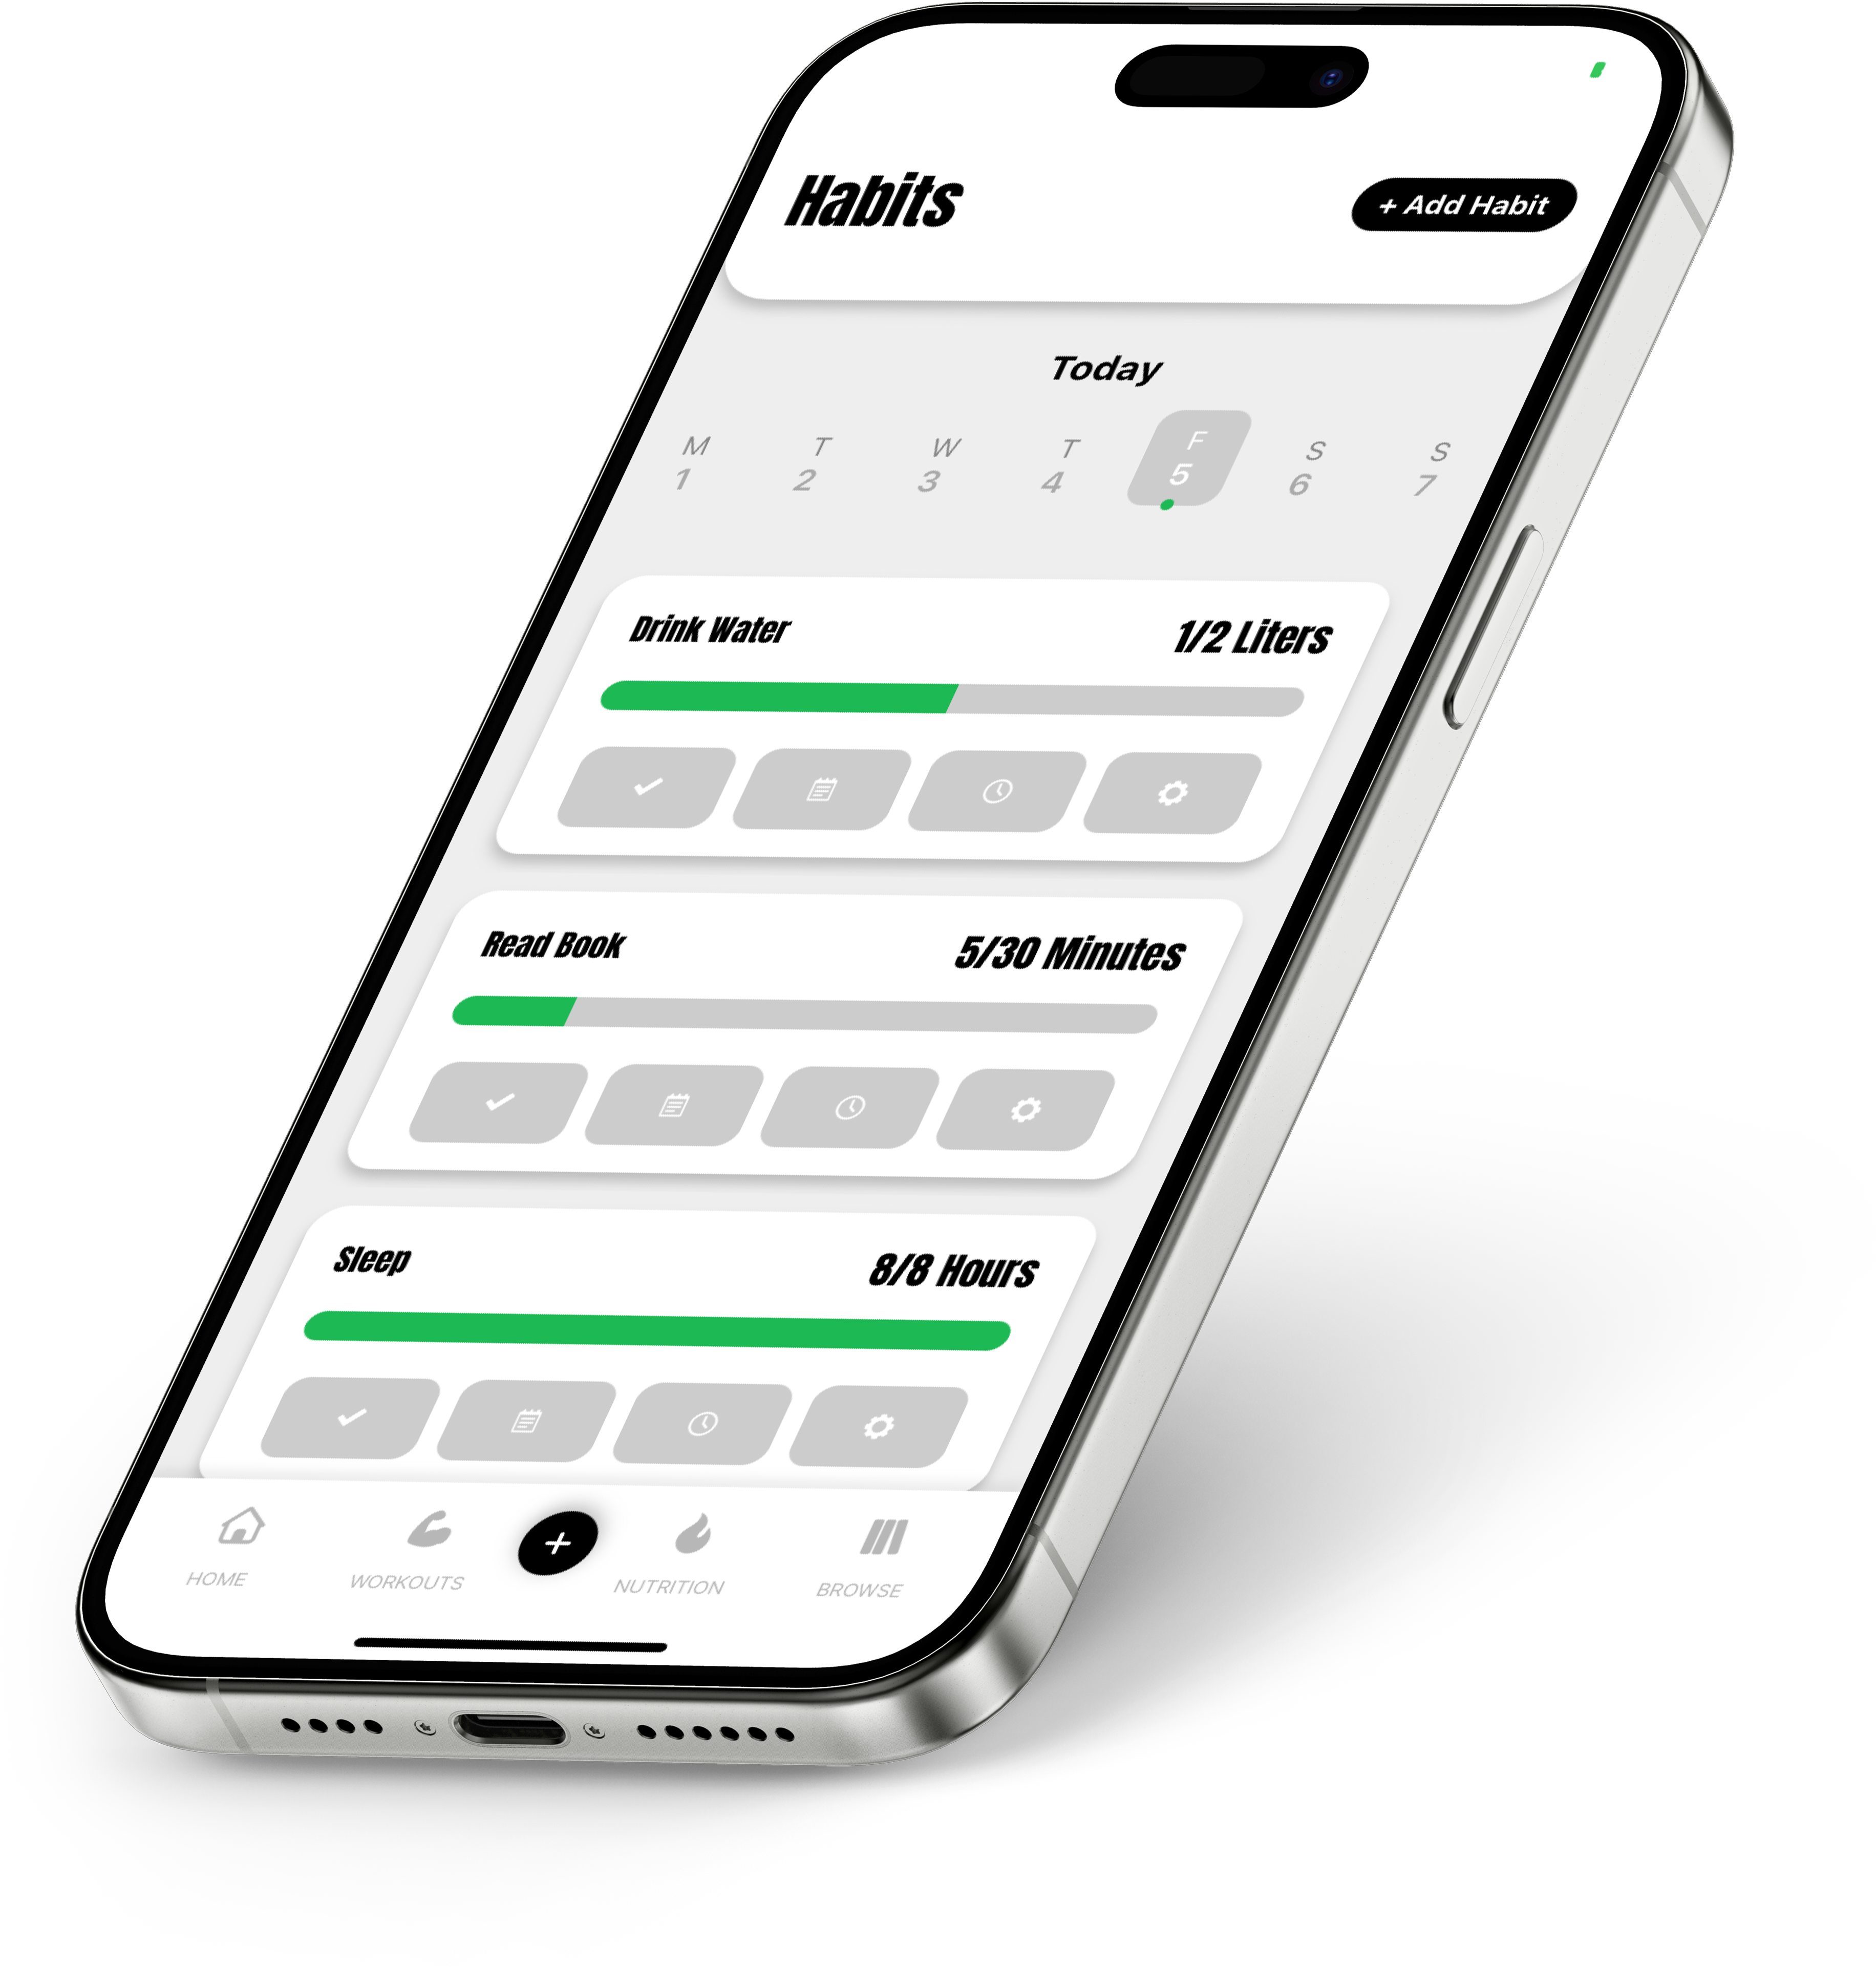 Habits
+ Add Habit
Today
M T W T F S S
1 2 3 4 5 6 7
Drink Water 1/2 Liters
Read Book 5/30 Minutes
Sleep 8/8 Hours
HOME WORKOUTS + NUTRITION BROWSE